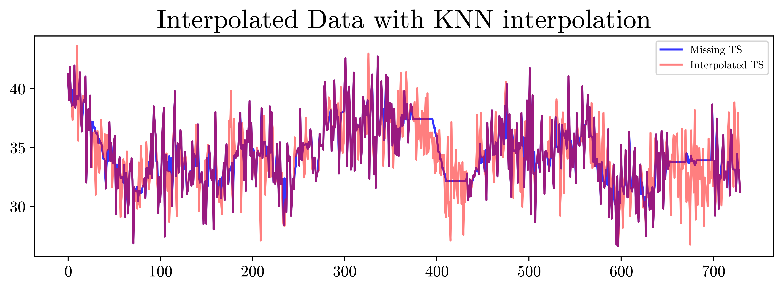 Interpolated Data with KNN interpolation
Missing TS
Interpolated TS
40
35
30
0 100 200 300 400 500 600 700